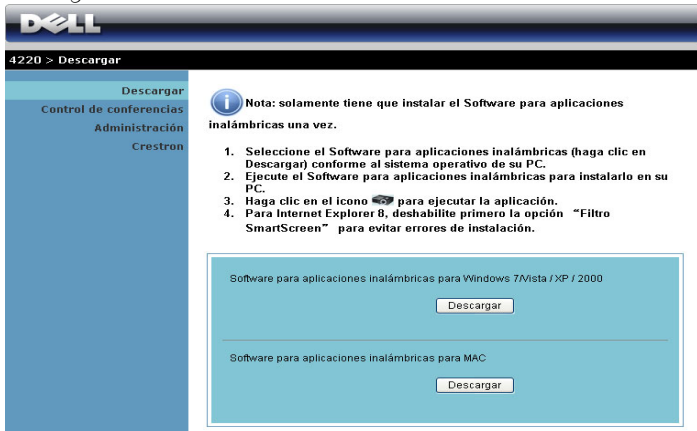 DELL
4220 > Descargar
Descargar
Control de conferencias
Administración
Crestron
Nota: solamente tiene que instalar el Software para aplicaciones
inalámbricas una vez.
1. Seleccione el Software para aplicaciones inalámbricas (haga clic en
Descargar) conforme al sistema operativo de su PC.
2. Ejecute el Software para aplicaciones inalámbricas para instalarlo en su
PC.
3. Haga clic en el icono para ejecutar la aplicación.
4. Para Internet Explorer 8, deshabilite primero la opción “Filtro
SmartScreen” para evitar errores de instalación.
Software para aplicaciones inalámbricas para Windows 7/Vista / XP / 2000
Descargar
Software para aplicaciones inalámbricas para MAC
Descargar